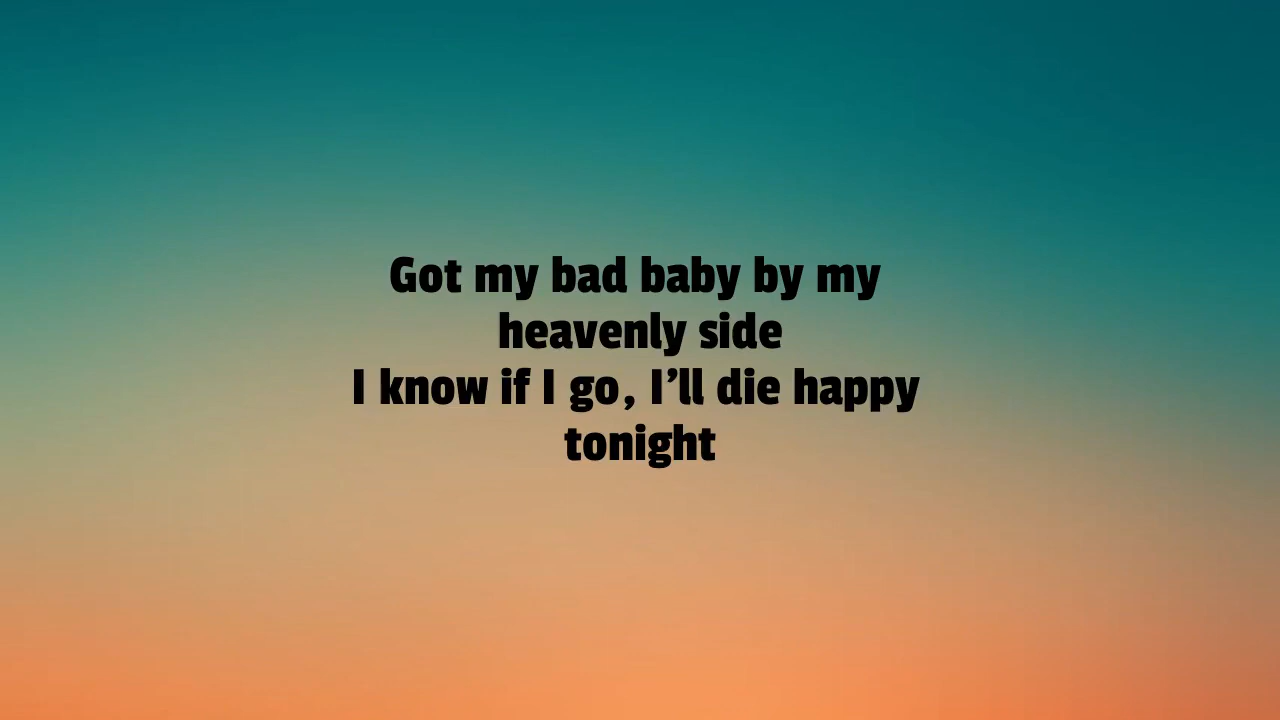 Got my bad baby by my
heavenly side
I know if I go, I’ll die happy
tonight